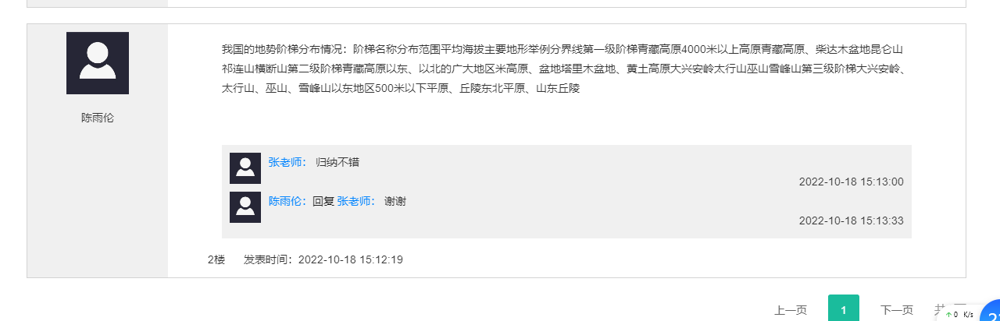 陈雨伦
我国的地势阶梯分布情况：阶梯名称分布范围平均海拔主要地形举例分界线第一级阶梯青藏高原4000米以上高原青藏高原、柴达木盆地昆仑山
祁连山横断山第二级阶梯青藏高原以东、以北的广大地区米高原、盆地塔里木盆地、黄土高原大兴安岭太行山巫山雪峰山第三级阶梯大兴安岭、
太行山、巫山、雪峰山以东地区500米以下平原、丘陵东北平原、山东丘陵
张老师： 归纳不错
2022-10-18 15:13:00
陈雨伦：回复 张老师： 谢谢
2022-10-18 15:13:33
2楼 发表时间：2022-10-18 15:12:19
上一页 1 下一页
↑ 0 K/s